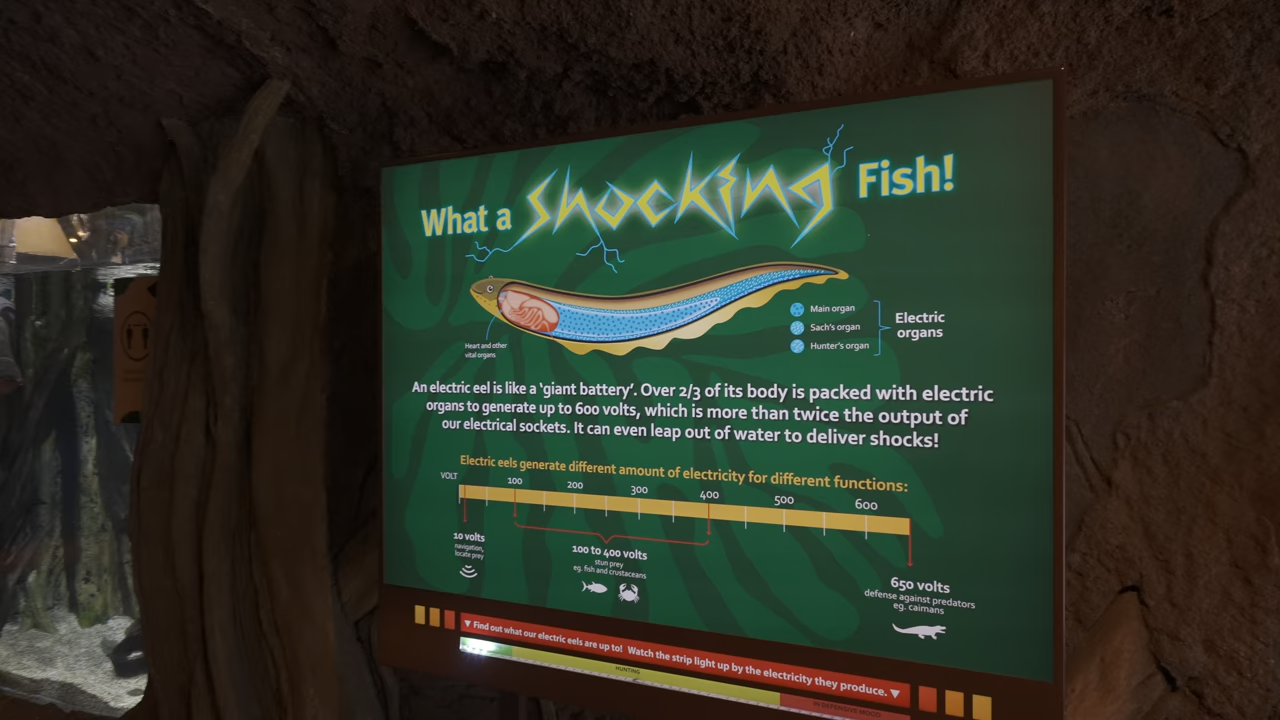 What a Shocking Fish!
Main organ
Sach's organ
Hunter's organ
Electric
organs
Heart and other
vital organs
An electric eel is like a 'giant battery'. Over 2/3 of its body is packed with electric
organs to generate up to 600 volts, which is more than twice the output of
our electrical sockets. It can even leap out of water to deliver shocks!
Electric eels generate different amount of electricity for different functions:
VOLT 100 200 300 400 500 600
10 volts
navigation,
locate prey
100 to 400 volts
stun prey
eg. fish and crustaceans
650 volts
defense against predators
eg. caimans
▼ Find out what our electric eels are up to! Watch the strip light up by the electricity they produce. ▼
HUNTING
IN DEFENSIVE MOOD